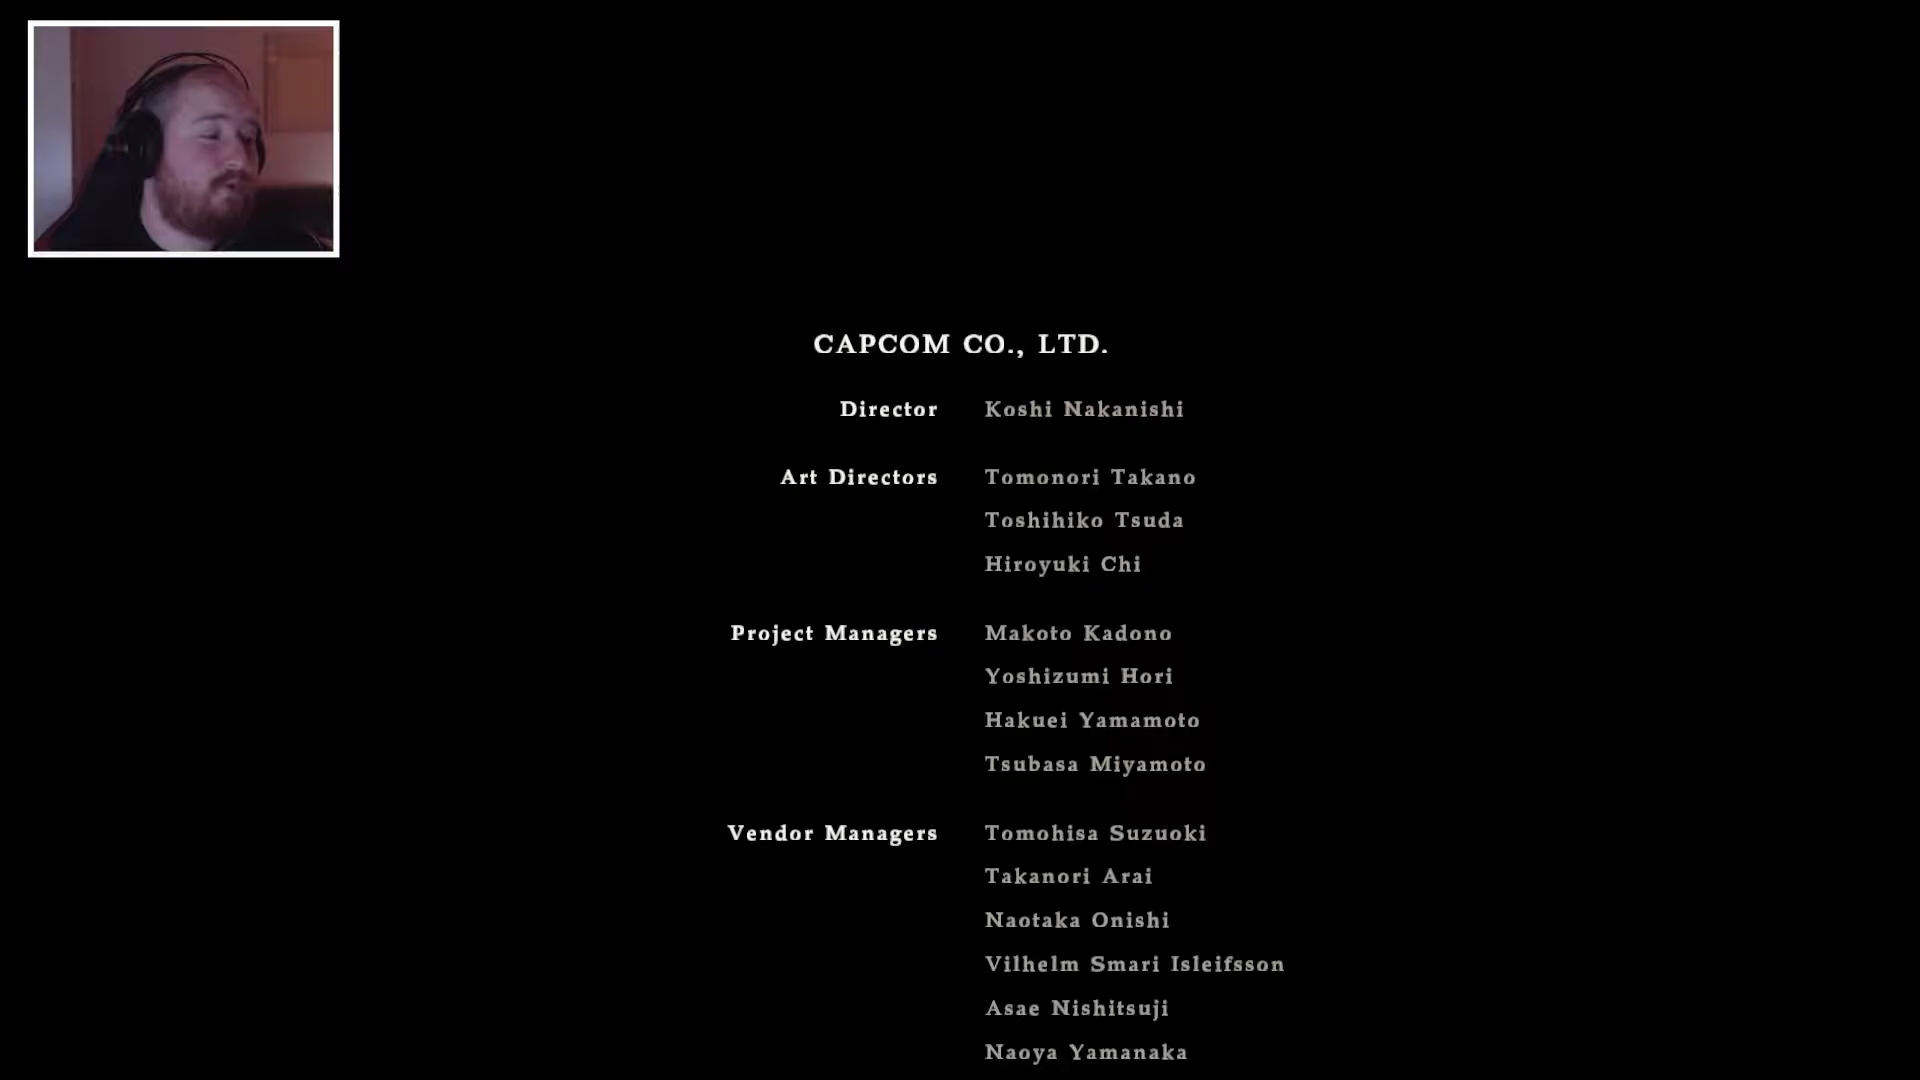 CAPCOM CO., LTD.
Director Koshi Nakanishi
Art Directors Tomonori Takano
Toshihiko Tsuda
Hiroyuki Chi
Project Managers Makoto Kadono
Yoshizumi Hori
Hakuei Yamamoto
Tsubasa Miyamoto
Vendor Managers Tomohisa Suzuoki
Takanori Arai
Naotaka Onishi
Vilhelm Smari Isleifsson
Asae Nishitsuji
Naoya Yamanaka